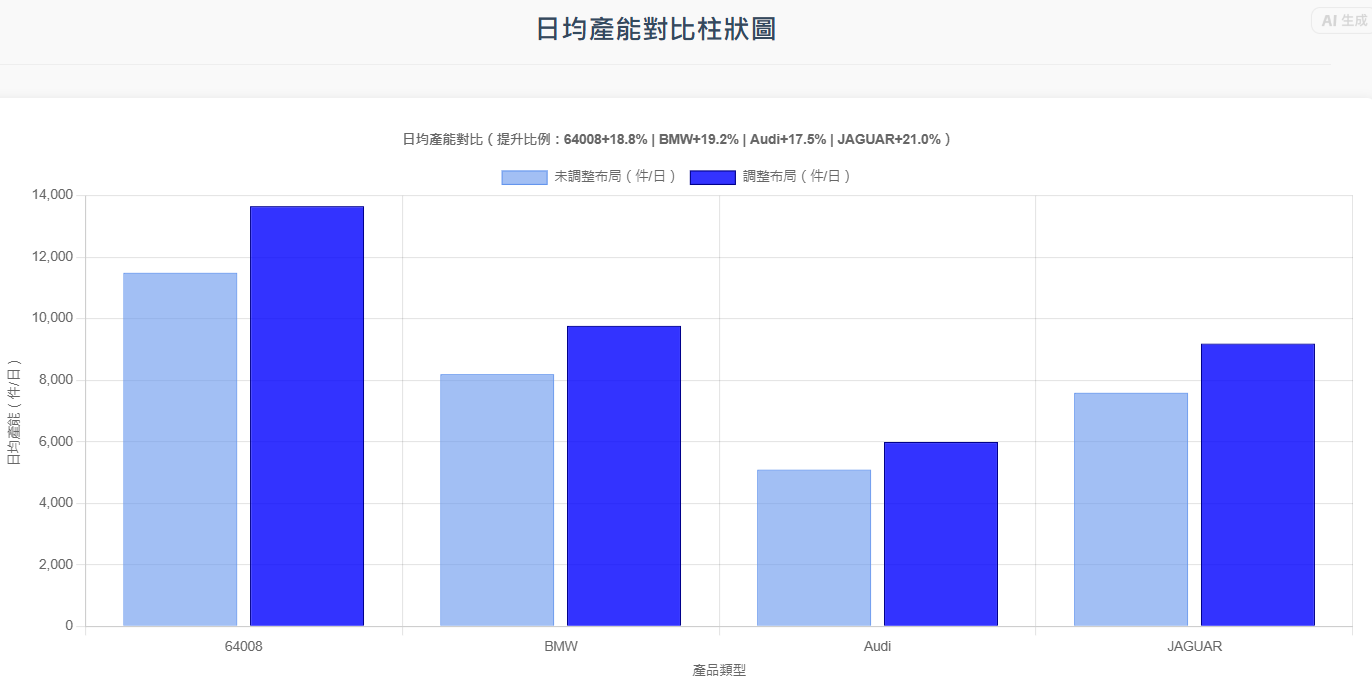 日均產能對比柱狀圖
AI 生成
日均產能對比（提升比例：64008+18.8% | BMW+19.2% | Audi+17.5% | JAGUAR+21.0%）
未調整布局（件/日） 調整布局（件/日）
14,000
12,000
10,000
8,000
6,000
4,000
2,000
0
日均產能（件/日）
64008 BMW Audi JAGUAR
產品類型